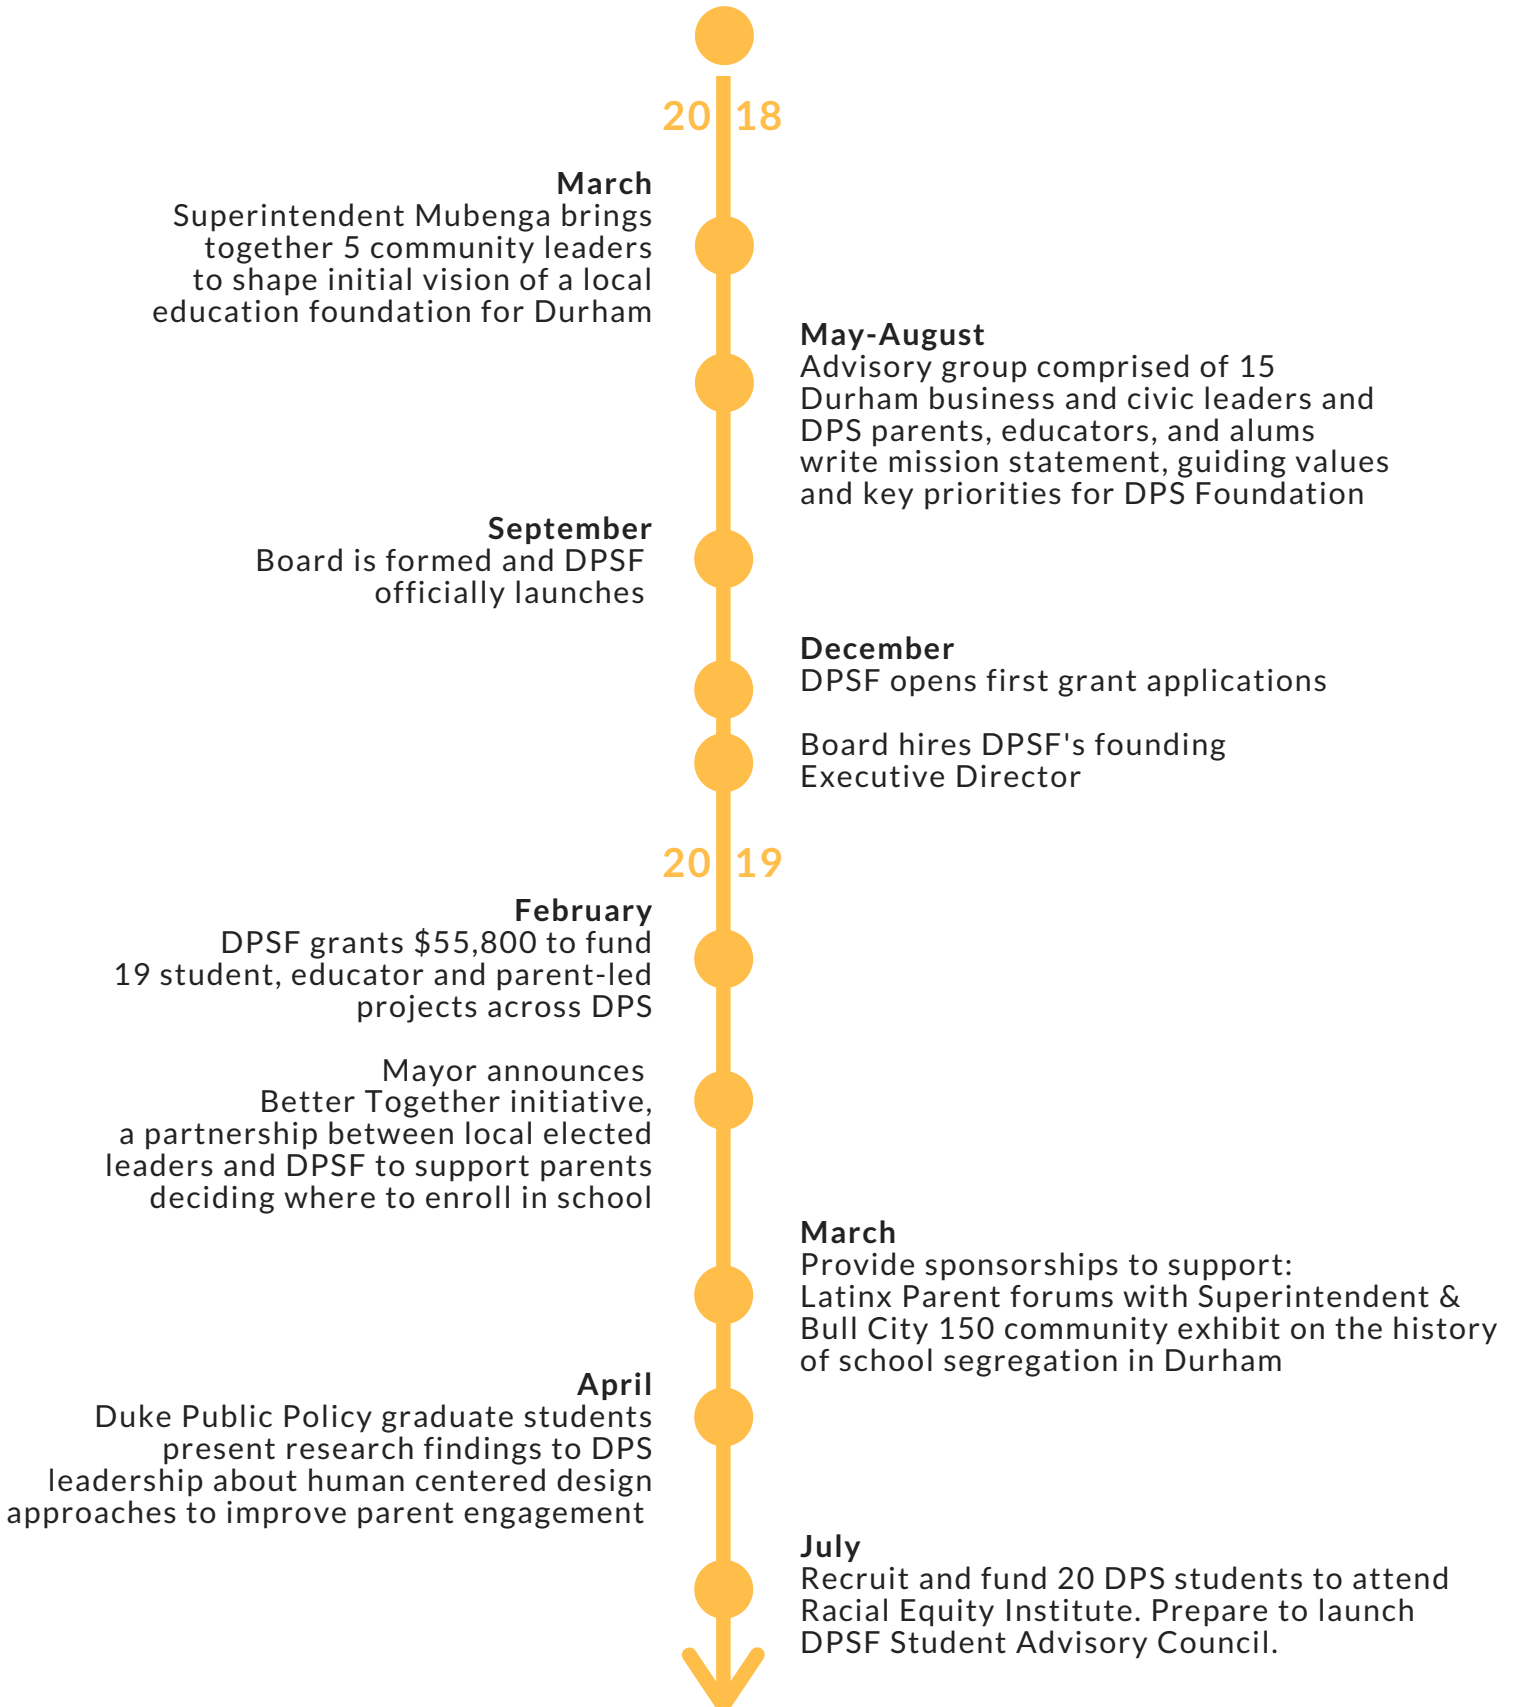 2018
March
Superintendent Mubenga brings
together 5 community leaders
to shape initial vision of a local
education foundation for Durham
May-August
Advisory group comprised of 15
Durham business and civic leaders and
DPS parents, educators, and alums
write mission statement, guiding values
and key priorities for DPS Foundation
September
Board is formed and DPSF
officially launches
December
DPSF opens first grant applications
Board hires DPSF's founding
Executive Director
2019
February
DPSF grants $55,800 to fund
19 student, educator and parent-led
projects across DPS
Mayor announces
Better Together initiative,
a partnership between local elected
leaders and DPSF to support parents
deciding where to enroll in school
March
Provide sponsorships to support:
Latinx Parent forums with Superintendent &
Bull City 150 community exhibit on the history
of school segregation in Durham
April
Duke Public Policy graduate students
present research findings to DPS
leadership about human centered design
approaches to improve parent engagement
July
Recruit and fund 20 DPS students to attend
Racial Equity Institute. Prepare to launch
DPSF Student Advisory Council.